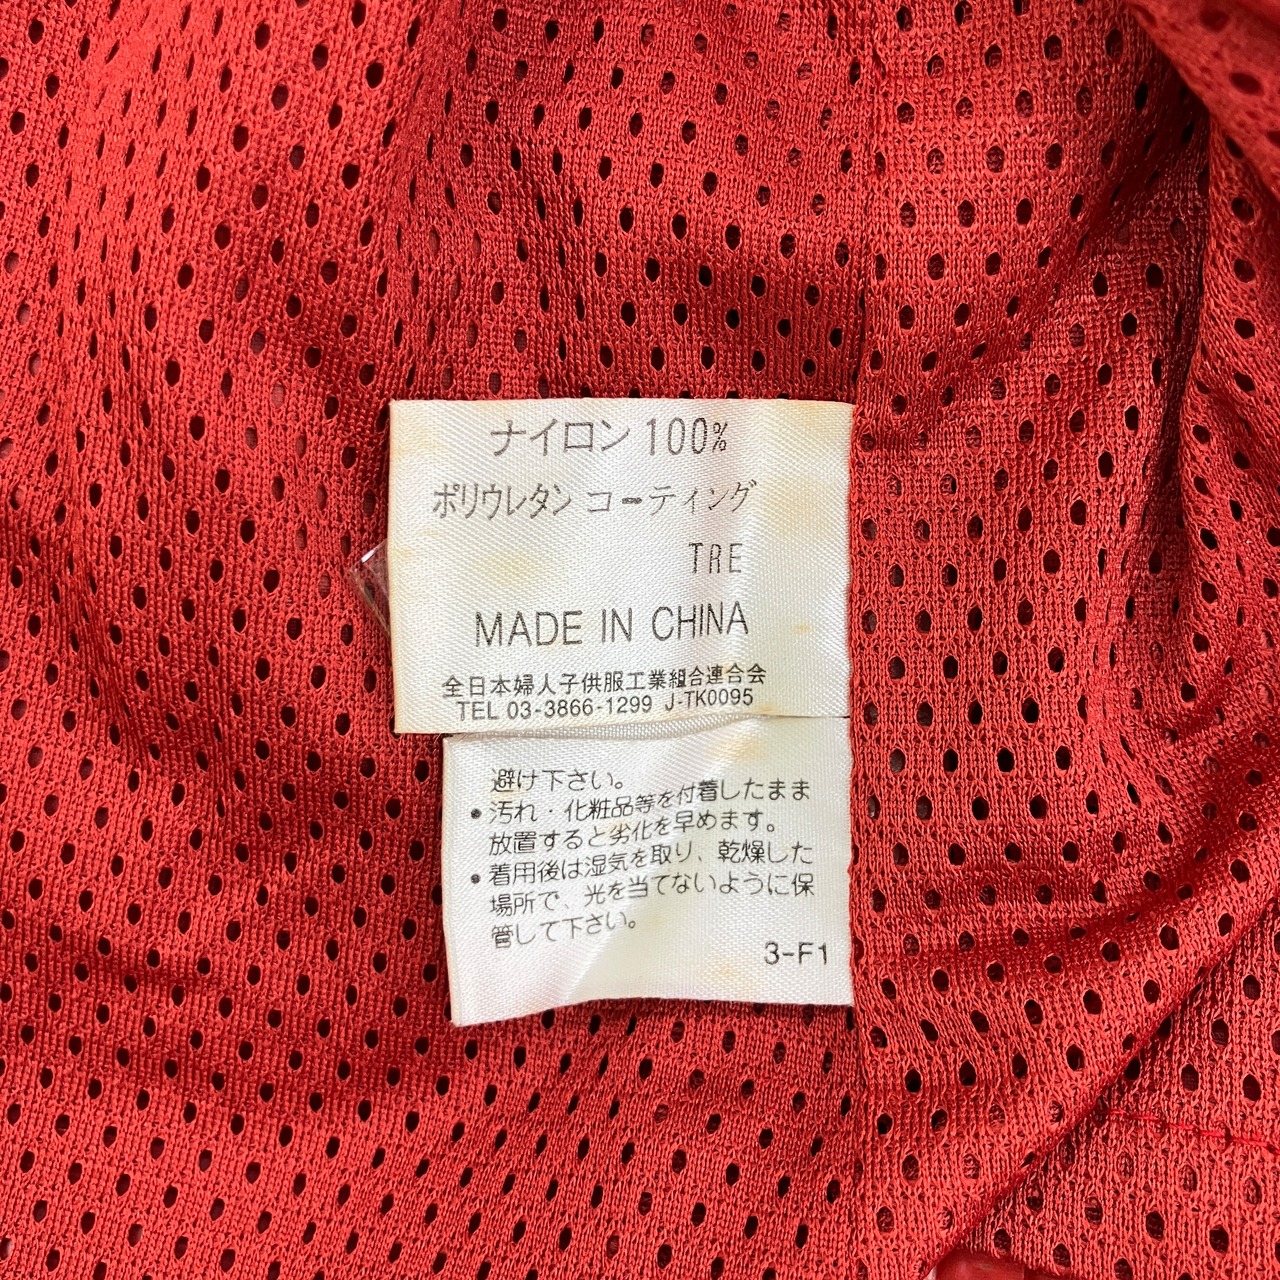 ナイロン 100%
ポリウレタン コーティング
TRE
MADE IN CHINA
全日本婦人子供服工業組合連合会
TEL 03-3866-1299 J-TK0095
避け下さい。
•汚れ・化粧品等を付着したまま
放置すると劣化を早めます。
•着用後は湿気を取り、乾燥した
場所で、光を当てないように保
管して下さい。
3-F1